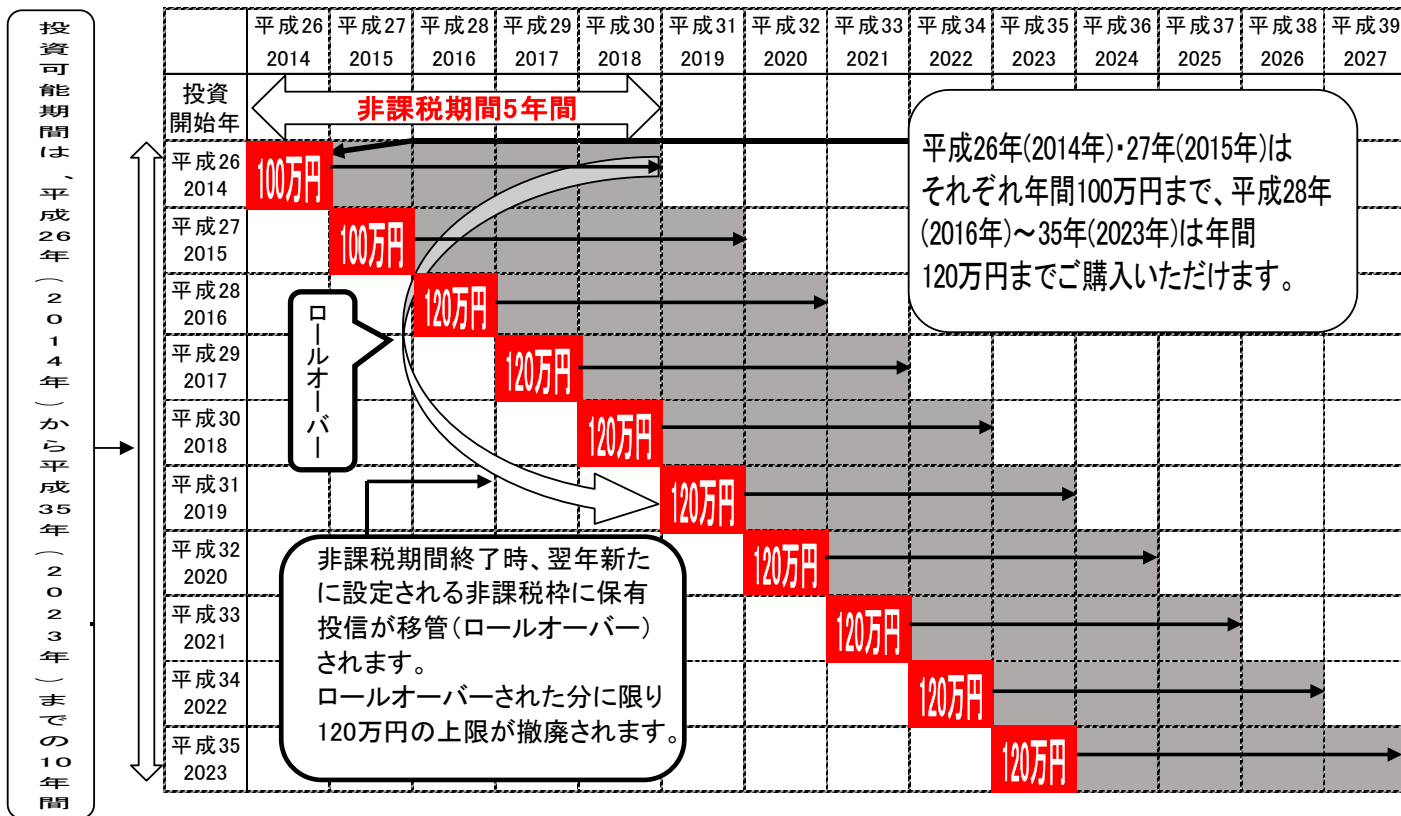 投資可能期間は、平成26年(2014年)から平成35年(2023年)までの10年間
平成26 平成27 平成28 平成29 平成30 平成31 平成32 平成33 平成34 平成35 平成36 平成37 平成38 平成39
2014 2015 2016 2017 2018 2019 2020 2021 2022 2023 2024 2025 2026 2027
投資
開始年
非課税期間5年間
平成26年(2014年)・27年(2015年)は
それぞれ年間100万円まで、平成28年
(2016年)～35年(2023年)は年間
120万円までご購入いただけます。
平成26
2014
100万円
平成27
2015
100万円
平成28
2016
120万円
ロールオーバー
平成29
2017
120万円
平成30
2018
120万円
平成31
2019
120万円
平成32
2020
120万円
平成33
2021
120万円
平成34
2022
120万円
平成35
2023
120万円
非課税期間終了時、翌年新た
に設定される非課税枠に保有
投信が移管(ロールオーバー)
されます。
ロールオーバーされた分に限り
120万円の上限が撤廃されます。